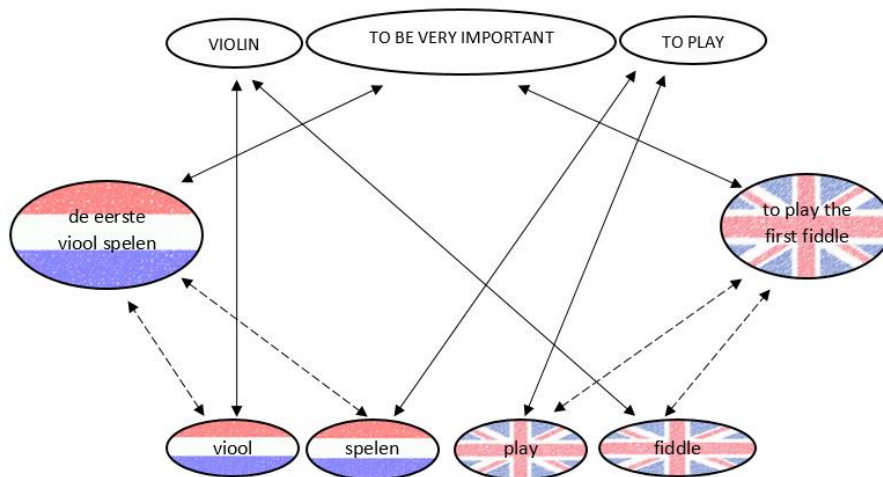 VIOLIN
TO BE VERY IMPORTANT
TO PLAY
de eerste
viool spelen
to play the
first fiddle
viool
spelen
play
fiddle